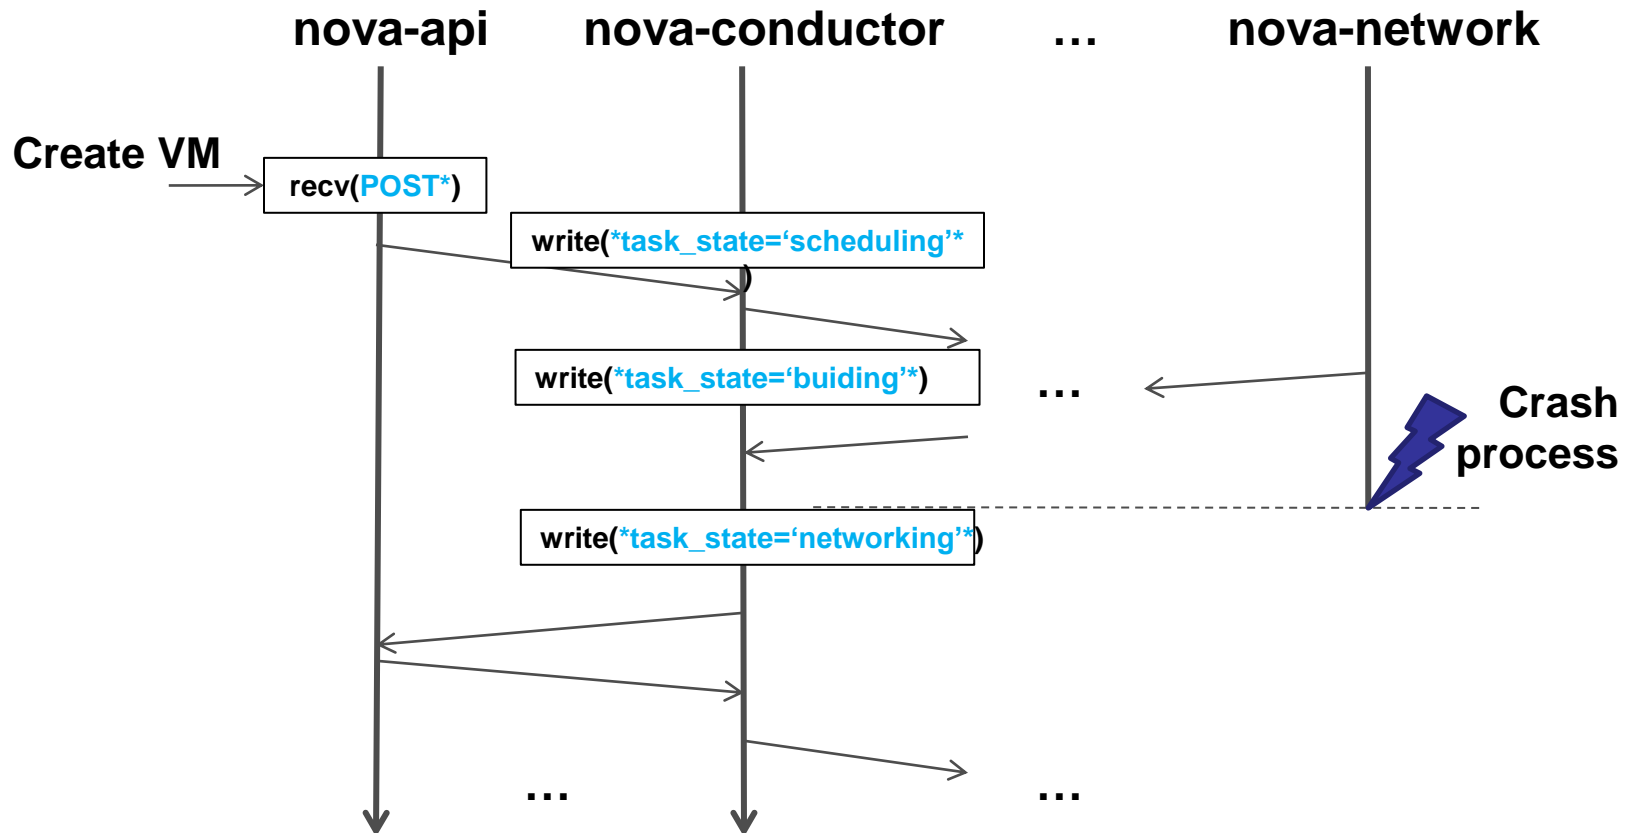 nova-api nova-conductor … nova-network
Create VM
recv(POST*)
write(*task_state=‘scheduling’*
)
write(*task_state=‘buiding’*)
…
Crash
process
write(*task_state=‘networking’*)
… …